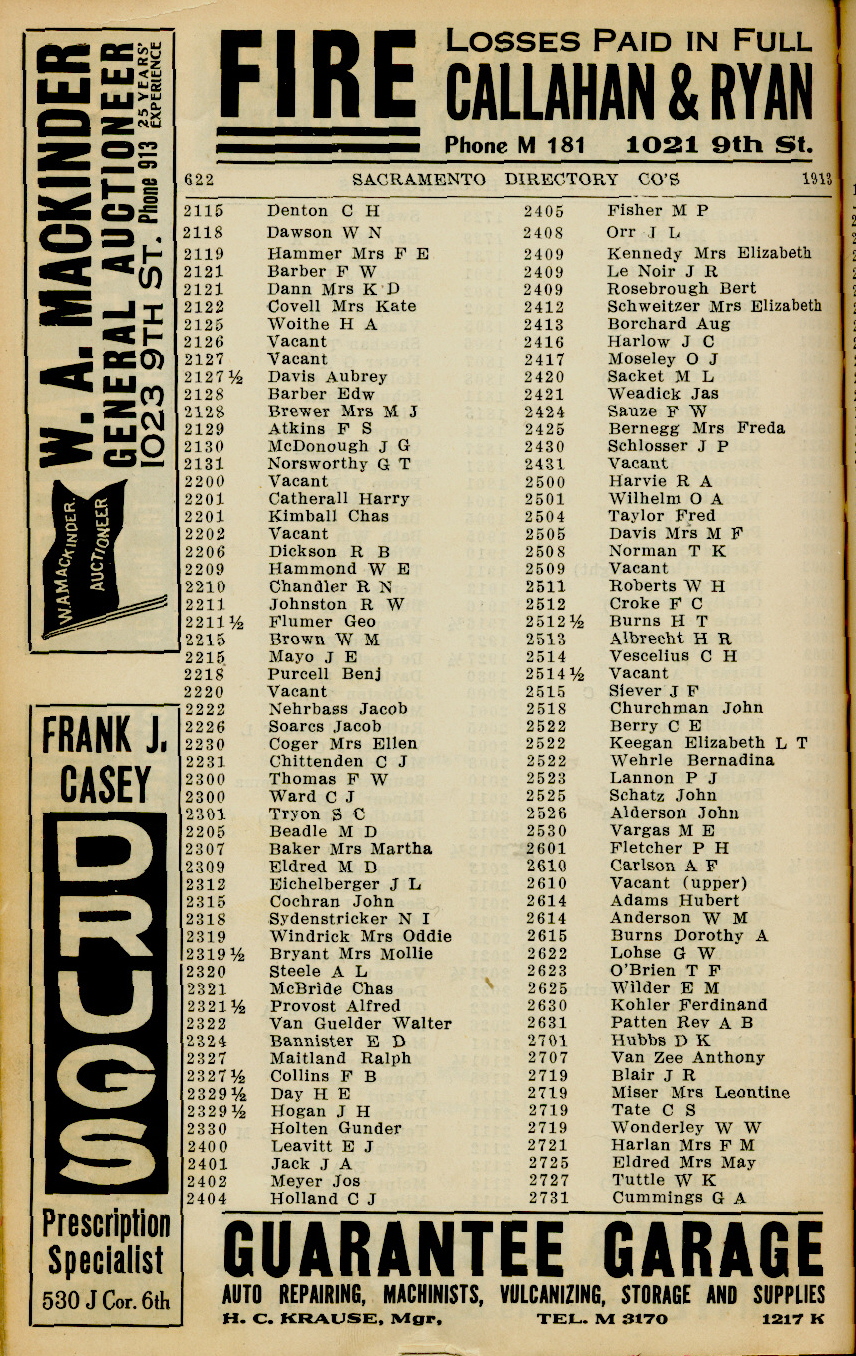 FIRE
LOSSES PAID IN FULL
CALLAHAN & RYAN
Phone M 181 1021 9th St.
W. A. MACKINDER
GENERAL AUCTIONEER
1023 9TH ST. Phone 913 25 YEARS' EXPERIENCE
W.A.MACKINDER.
AUCTIONEER
622 SACRAMENTO DIRECTORY CO'S 1913
2115 Denton C H
2118 Dawson W N
2119 Hammer Mrs F E
2121 Barber F W
2121 Dann Mrs K D
2122 Covell Mrs Kate
2125 Woithe H A
2126 Vacant
2127 Vacant
2127½ Davis Aubrey
2128 Barber Edw
2128 Brewer Mrs M J
2129 Atkins F S
2130 McDonough J G
2131 Norsworthy G T
2200 Vacant
2201 Catherall Harry
2201 Kimball Chas
2202 Vacant
2206 Dickson R B
2209 Hammond W E
2210 Chandler R N
2211 Johnston R W
2211½ Flumer Geo
2215 Brown W M
2215 Mayo J E
2218 Purcell Benj
2220 Vacant
2222 Nehrbass Jacob
2226 Soarcs Jacob
2230 Coger Mrs Ellen
2231 Chittenden C J
2300 Thomas F W
2300 Ward C J
2301 Tryon S C
2205 Beadle M D
2307 Baker Mrs Martha
2309 Eldred M D
2312 Eichelberger J L
2315 Cochran John
2318 Sydenstricker N I
2319 Windrick Mrs Oddie
2319½ Bryant Mrs Mollie
2320 Steele A L
2321 McBride Chas
2321½ Provost Alfred
2322 Van Guelder Walter
2324 Bannister E D
2327 Maitland Ralph
2327½ Collins F B
2329½ Day H E
2329½ Hogan J H
2330 Holten Gunder
2400 Leavitt E J
2401 Jack J A
2402 Meyer Jos
2404 Holland C J
2405 Fisher M P
2408 Orr J L
2409 Kennedy Mrs Elizabeth
2409 Le Noir J R
2409 Rosebrough Bert
2412 Schweitzer Mrs Elizabeth
2413 Borchard Aug
2416 Harlow J C
2417 Moseley O J
2420 Sacket M L
2421 Weadick Jas
2424 Sauze F W
2425 Bernegg Mrs Freda
2430 Schlosser J P
2431 Vacant
2500 Harvie R A
2501 Wilhelm O A
2504 Taylor Fred
2505 Davis Mrs M F
2508 Norman T K
2509 Vacant
2511 Roberts W H
2512 Croke F C
2512½ Burns H T
2513 Albrecht H R
2514 Vescelius C H
2514½ Vacant
2515 Siever J F
2518 Churchman John
2522 Berry C E
2522 Keegan Elizabeth L T
2522 Wehrle Bernadina
2523 Lannon P J
2525 Schatz John
2526 Alderson John
2530 Vargas M E
2601 Fletcher P H
2610 Carlson A F
2610 Vacant (upper)
2614 Adams Hubert
2614 Anderson W M
2615 Burns Dorothy A
2622 Lohse G W
2623 O'Brien T F
2625 Wilder E M
2630 Kohler Ferdinand
2631 Patten Rev A B
2701 Hubbs D K
2707 Van Zee Anthony
2719 Blair J R
2719 Miser Mrs Leontine
2719 Tate C S
2719 Wonderley W W
2721 Harlan Mrs F M
2725 Eldred Mrs May
2727 Tuttle W K
2731 Cummings G A
FRANK J.
CASEY
DRUGS
Prescription
Specialist
530 J Cor. 6th
GUARANTEE GARAGE
AUTO REPAIRING, MACHINISTS, VULCANIZING, STORAGE AND SUPPLIES
H. C. KRAUSE, Mgr, TEL. M 3170 1217 K